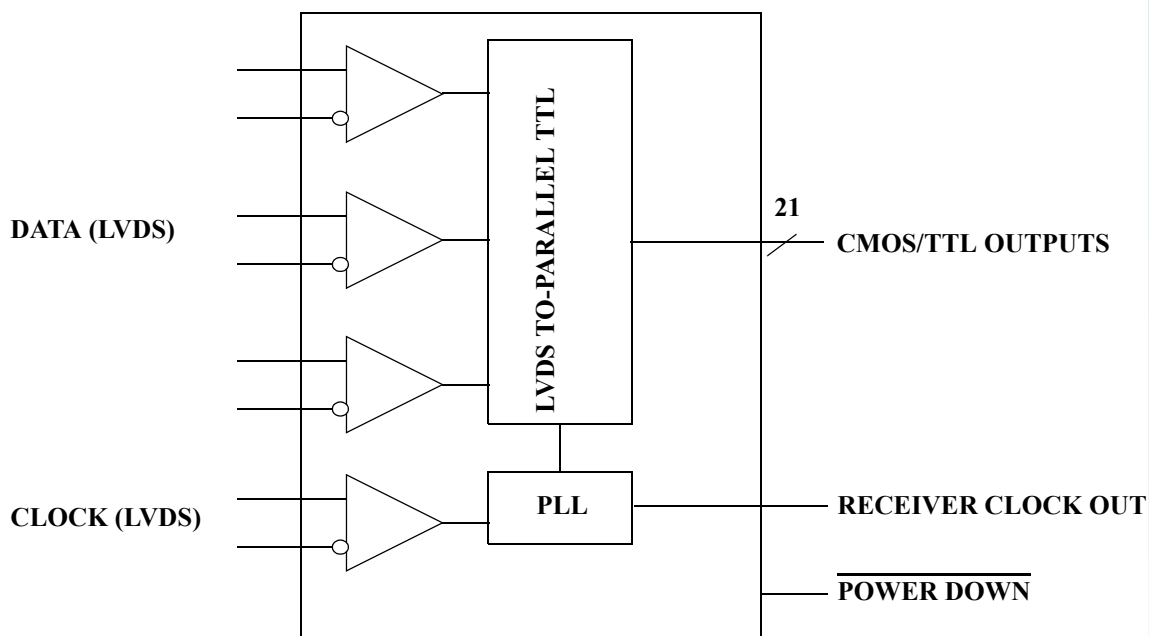 LVDS TO-PARALLEL TTL
21
DATA (LVDS)
CMOS/TTL OUTPUTS
PLL
RECEIVER CLOCK OUT
CLOCK (LVDS)
POWER DOWN